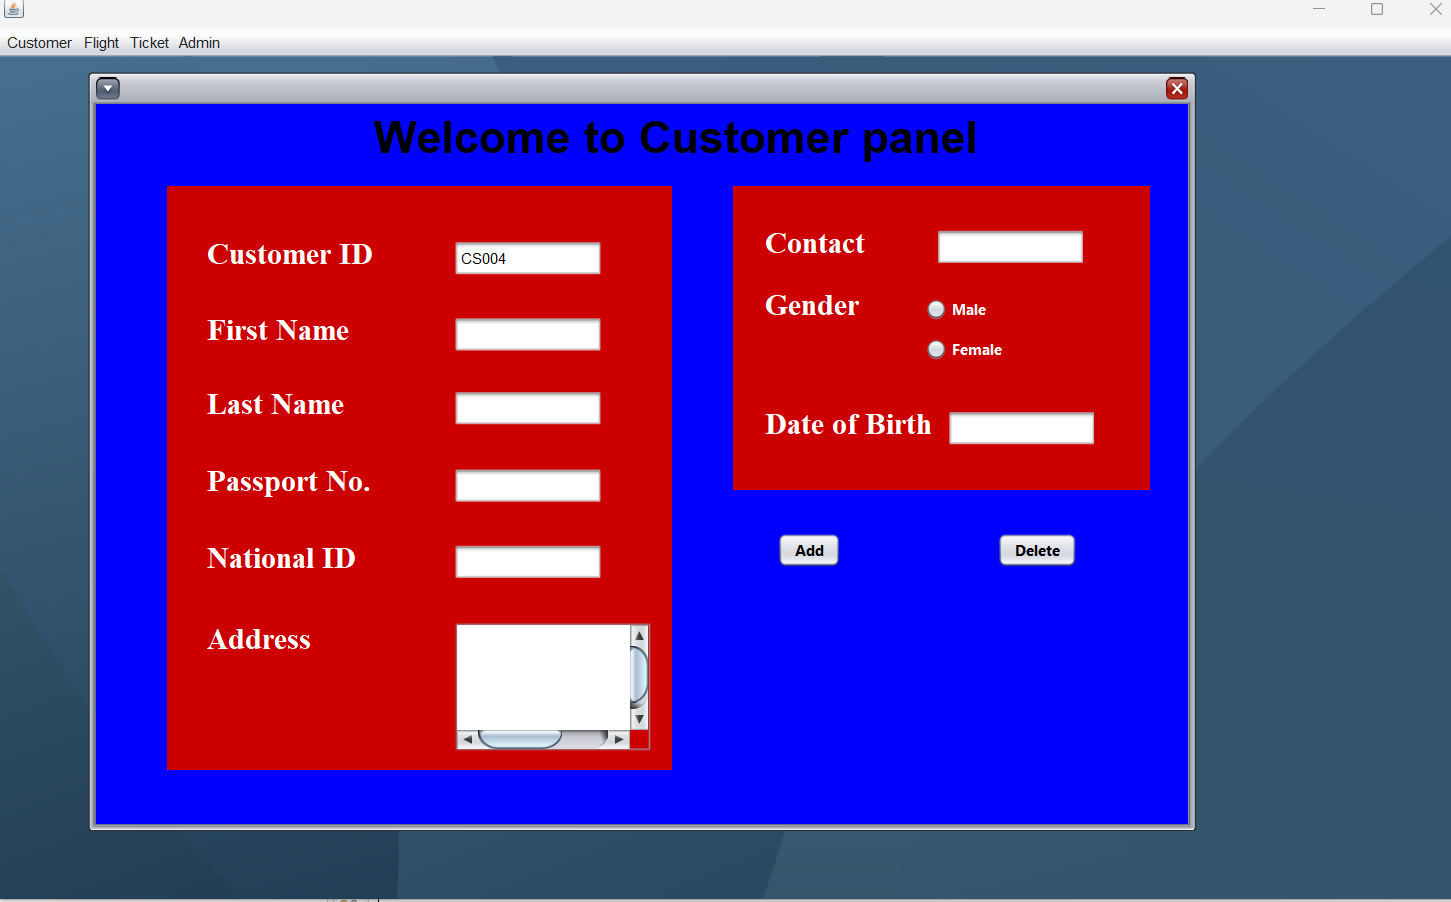 Customer Flight Ticket Admin
Welcome to Customer panel
Customer ID
CS004
First Name
Last Name
Passport No.
National ID
Address
Contact
Gender
Male
Female
Date of Birth
Add
Delete